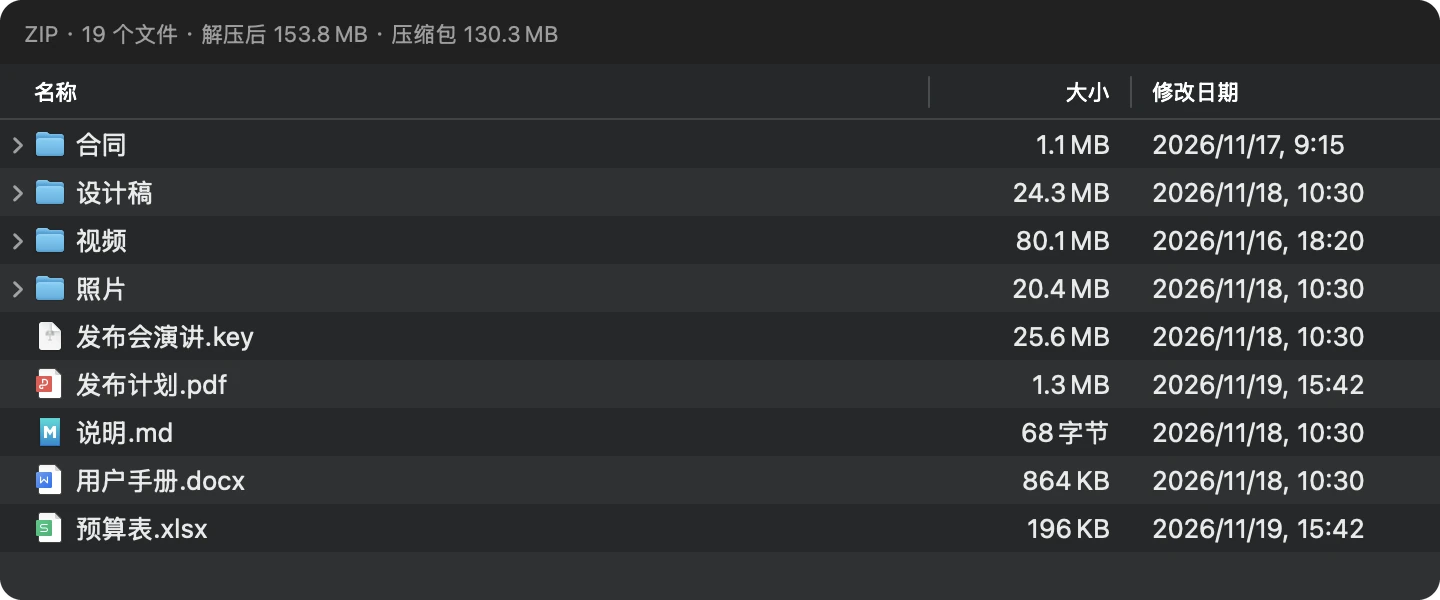 ZIP · 19 个文件 · 解压后 153.8 MB · 压缩包 130.3 MB
名称 大小 修改日期
合同 1.1 MB 2026/11/17, 9:15
设计稿 24.3 MB 2026/11/18, 10:30
视频 80.1 MB 2026/11/16, 18:20
照片 20.4 MB 2026/11/18, 10:30
发布会演讲.key 25.6 MB 2026/11/18, 10:30
发布计划.pdf 1.3 MB 2026/11/19, 15:42
说明.md 68 字节 2026/11/18, 10:30
用户手册.docx 864 KB 2026/11/18, 10:30
预算表.xlsx 196 KB 2026/11/19, 15:42